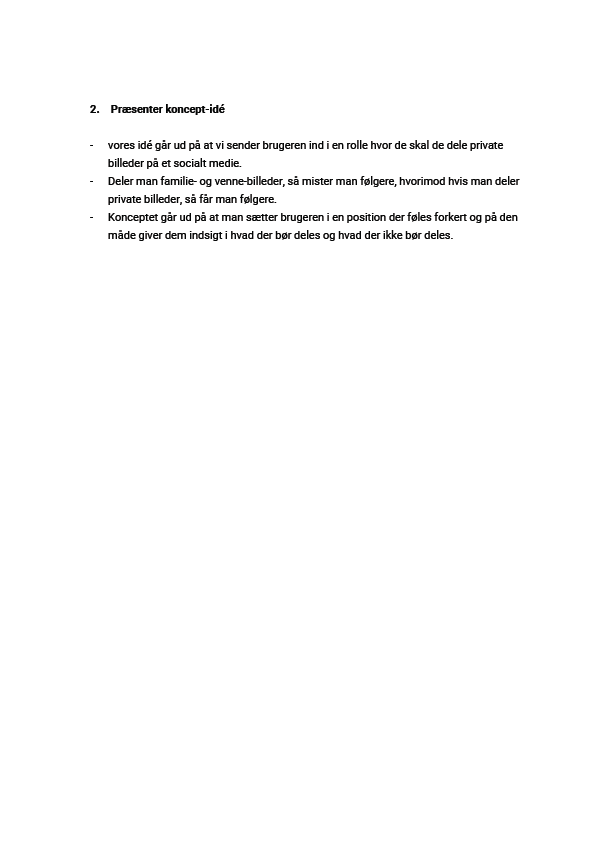 2. Præsenter koncept-idé
- vores idé går ud på at vi sender brugeren ind i en rolle hvor de skal de dele private
billeder på et socialt medie.
- Deler man familie- og venne-billeder, så mister man følgere, hvorimod hvis man deler
private billeder, så får man følgere.
- Konceptet går ud på at man sætter brugeren i en position der føles forkert og på den
måde giver dem indsigt i hvad der bør deles og hvad der ikke bør deles.